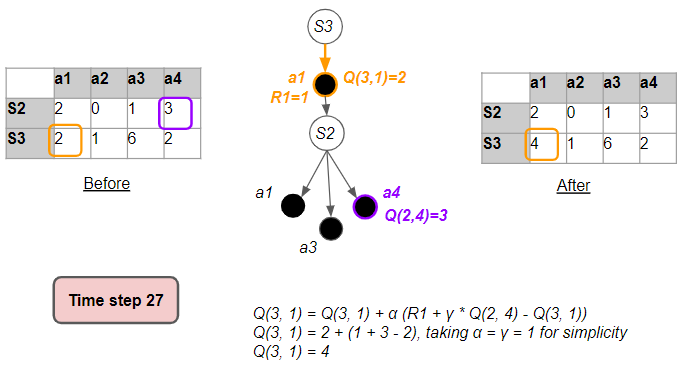 S3
a1 Q(3,1)=2
R1=1
a1 a2 a3 a4
S2 2 0 1 3
S3 2 1 6 2
Before
S2
a1
a3
a4
Q(2,4)=3
a1 a2 a3 a4
S2 2 0 1 3
S3 4 1 6 2
After
Time step 27
Q(3, 1) = Q(3, 1) + α (R1 + γ * Q(2, 4) - Q(3, 1))
Q(3, 1) = 2 + (1 + 3 - 2), taking α = γ = 1 for simplicity
Q(3, 1) = 4